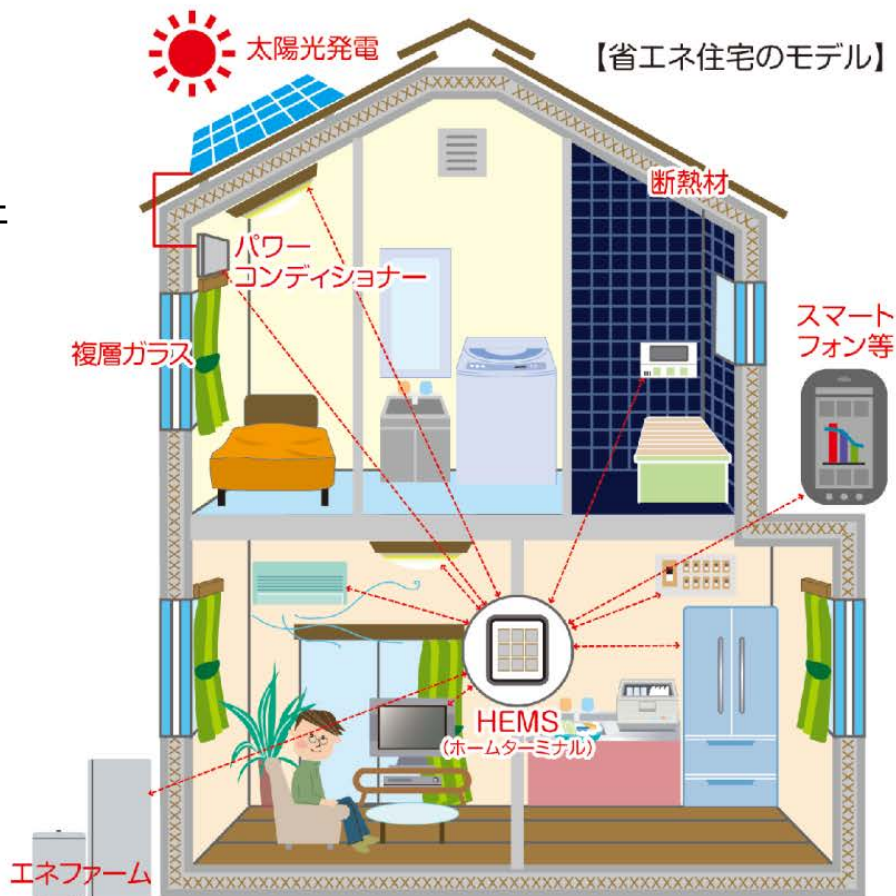 太陽光発電
【省エネ住宅のモデル】
断熱材
パワー
コンディショナー
複層ガラス
スマート
フォン等
HEMS
(ホームターミナル)
エネファーム